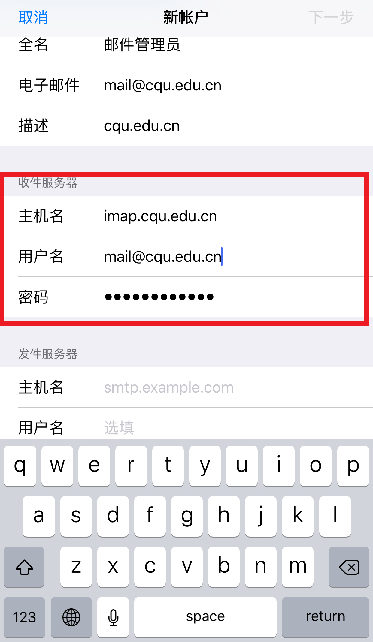 取消 新帐户 下一步
全名 邮件管理员
电子邮件 mail@cqu.edu.cn
描述 cqu.edu.cn
收件服务器
主机名 imap.cqu.edu.cn
用户名 mail@cqu.edu.cn
密码 ●●●●●●●●●●●●
发件服务器
主机名 smtp.example.com
用户名 选填
q w e r t y u i o p
a s d f g h j k l
z x c v b n m
123 space return